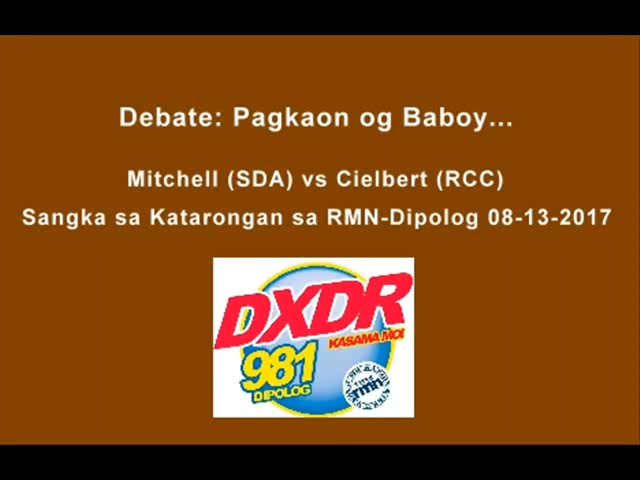 Debate: Pagkaon og Baboy...
Mitchell (SDA) vs Cielbert (RCC)
Sangka sa Katarongan sa RMN-Dipolog 08-13-2017
DXDR
KASAMA MO!
981
DIPOLOG
rmn